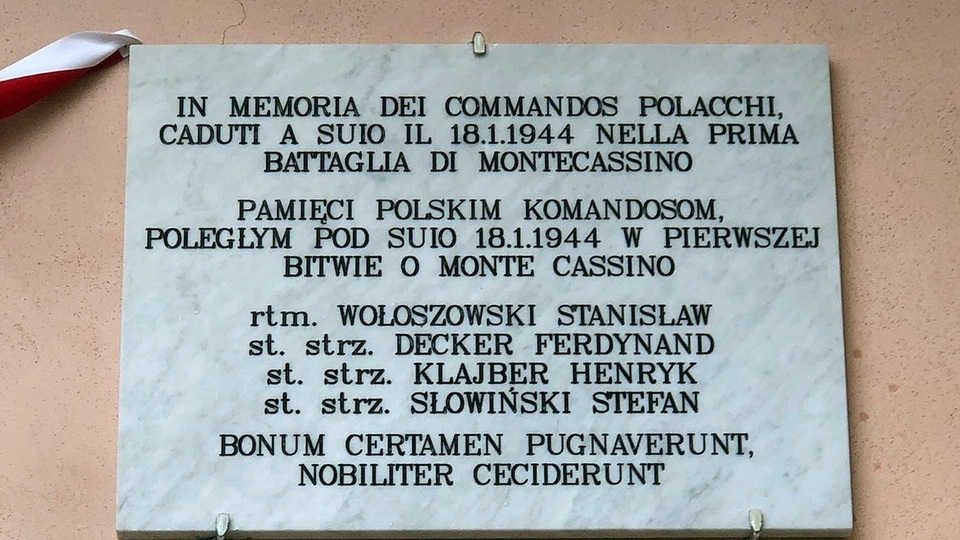 IN MEMORIA DEI COMMANDOS POLACCHI,
CADUTI A SUIO IL 18.1.1944 NELLA PRIMA
BATTAGLIA DI MONTECASSINO
PAMIĘCI POLSKIM KOMANDOSOM,
POLEGŁYM POD SUIO 18.1.1944 W PIERWSZEJ
BITWIE O MONTE CASSINO
rtm. WOŁOSZOWSKI STANISŁAW
st. strz. DECKER FERDYNAND
st. strz. KLAJBER HENRYK
st. strz. SŁOWIŃSKI STEFAN
BONUM CERTAMEN PUGNAVERUNT,
NOBILITER CECIDERUNT